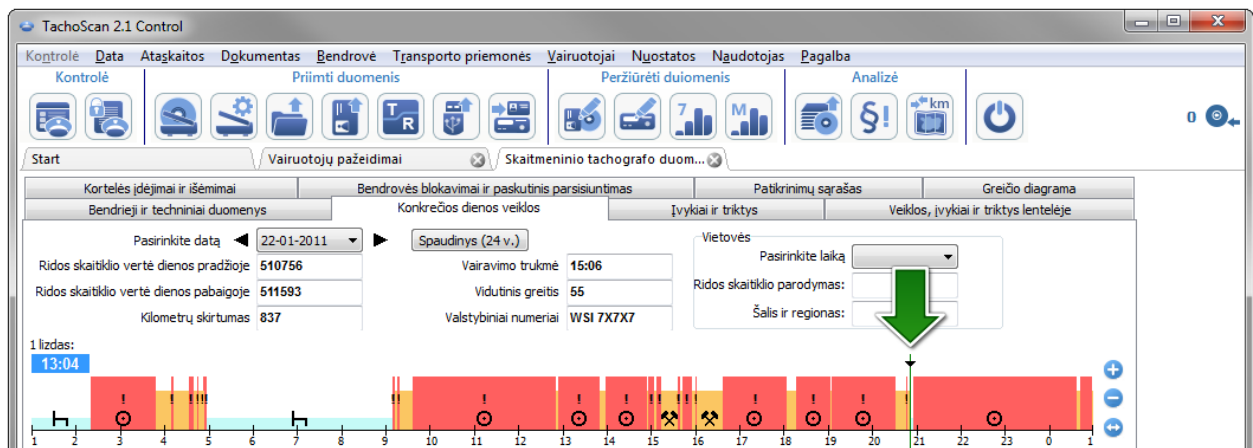 TachoScan 2.1 Control
Kontrolė Data Ataskaitos Dokumentas Bendrovė Transporto priemonės Vairuotojai Nuostatos Naudotojas Pagalba
Kontrolė Priimti duomenis Peržiūrėti duiomenis Analizė
T R 7 M §! km
0
Start Vairuotojų pažeidimai Skaitmeninio tachografo duom...
Kortelės įdėjimai ir išėmimai Bendrovės blokavimai ir paskutinis parsisiuntimas Patikrinimų sąrašas Greičio diagrama
Bendrieji ir techniniai duomenys Konkrečios dienos veiklos Įvykiai ir triktys Veiklos, įvykiai ir triktys lentelėje
Pasirinkite datą 22-01-2011 Spaudinys (24 v.) Vietovės
Pasirinkite laiką
Ridos skaitiklio vertė dienos pradžioje 510756 Vairavimo trukmė 15:06
Ridos skaitiklio parodymas:
Ridos skaitiklio vertė dienos pabaigoje 511593 Vidutinis greitis 55
Šalis ir regionas:
Kilometrų skirtumas 837 Valstybiniai numeriai WSI 7X7X7
1 lizdas:
13:04
1 2 3 4 5 6 7 8 9 10 11 12 13 14 15 16 17 18 19 20 21 22 23 0 1